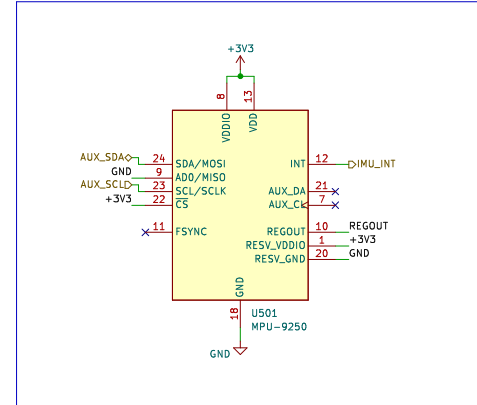 +3V3
8
13
VDDIO
VDD
AUX_SDA
24
SDA/MOSI
INT
12
IMU_INT
GND
9
AD0/MISO
AUX_SCL
23
SCL/SCLK
AUX_DA
21
+3V3
22
CS
AUX_CL
7
11
FSYNC
REGOUT
10
REGOUT
RESV_VDDIO
1
+3V3
RESV_GND
20
GND
GND
18
U501
MPU-9250
GND